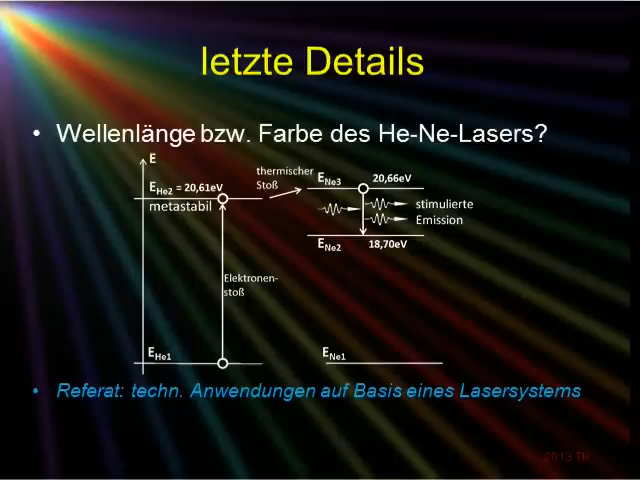 letzte Details
• Wellenlänge bzw. Farbe des He-Ne-Lasers?
E
thermischer
Stoß
E_He2 = 20,61eV
metastabil
E_Ne3 20,66eV
stimulierte
Emission
E_Ne2 18,70eV
Elektronen-
stoß
E_He1
E_Ne1
• Referat: techn. Anwendungen auf Basis eines Lasersystems
2013 TK